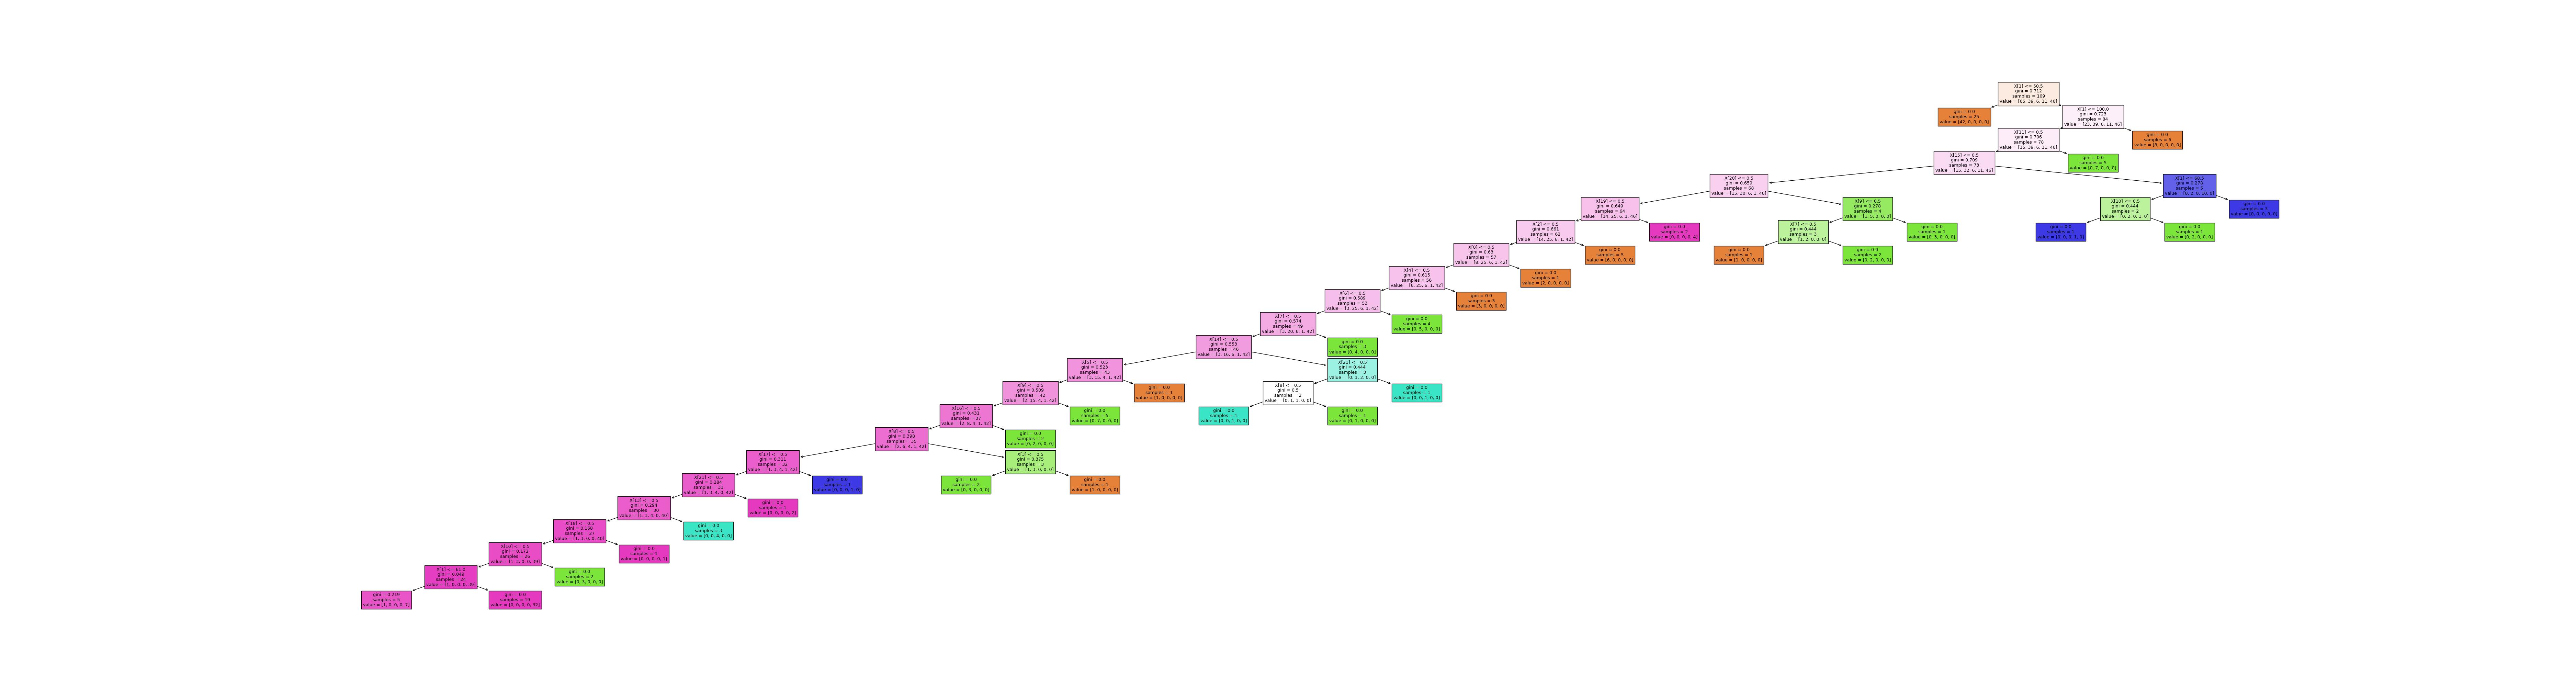 X[1] <= 50.5
gini = 0.712
samples = 109
value = [65, 39, 6, 11, 46]
gini = 0.0
samples = 25
value = [42, 0, 0, 0, 0]
X[1] <= 100.0
gini = 0.723
samples = 84
value = [23, 39, 6, 11, 46]
X[11] <= 0.5
gini = 0.706
samples = 78
value = [15, 39, 6, 11, 46]
gini = 0.0
samples = 6
value = [8, 0, 0, 0, 0]
X[15] <= 0.5
gini = 0.709
samples = 73
value = [15, 32, 6, 11, 46]
gini = 0.0
samples = 5
value = [0, 7, 0, 0, 0]
X[20] <= 0.5
gini = 0.659
samples = 68
value = [15, 30, 6, 1, 46]
X[1] <= 68.5
gini = 0.278
samples = 5
value = [0, 2, 0, 10, 0]
X[19] <= 0.5
gini = 0.649
samples = 64
value = [14, 25, 6, 1, 46]
X[9] <= 0.5
gini = 0.278
samples = 4
value = [1, 5, 0, 0, 0]
X[10] <= 0.5
gini = 0.444
samples = 2
value = [0, 2, 0, 1, 0]
gini = 0.0
samples = 3
X[2] <= 0.5
gini = 0.661
samples = 62
value = [14, 25, 6, 1, 42]
gini = 0.0
samples = 2
value = [0, 0, 0, 0, 4]
X[7] <= 0.5
gini = 0.444
samples = 3
value = [1, 2, 0, 0, 0]
gini = 0.0
samples = 1
value = [0, 3, 0, 0, 0]
gini = 0.0
samples = 1
value = [0, 0, 0, 1, 0]
gini = 0.0
samples = 1
value = [0, 2, 0, 0, 0]
X[0] <= 0.5
gini = 0.63
samples = 57
value = [8, 25, 6, 1, 42]
gini = 0.0
samples = 5
value = [6, 0, 0, 0, 0]
gini = 0.0
samples = 1
value = [1, 0, 0, 0, 0]
gini = 0.0
samples = 2
value = [0, 2, 0, 0, 0]
X[4] <= 0.5
gini = 0.615
samples = 56
value = [6, 25, 6, 1, 42]
gini = 0.0
samples = 1
value = [2, 0, 0, 0, 0]
X[6] <= 0.5
gini = 0.589
samples = 53
value = [3, 25, 6, 1, 42]
gini = 0.0
samples = 3
value = [3, 0, 0, 0, 0]
X[7] <= 0.5
gini = 0.574
samples = 49
value = [3, 20, 6, 1, 42]
gini = 0.0
samples = 4
value = [0, 5, 0, 0, 0]
X[14] <= 0.5
gini = 0.553
samples = 46
value = [3, 16, 6, 1, 42]
gini = 0.0
samples = 3
value = [0, 4, 0, 0, 0]
X[5] <= 0.5
gini = 0.523
samples = 43
value = [3, 15, 4, 1, 42]
X[21] <= 0.5
gini = 0.444
samples = 3
value = [0, 1, 2, 0, 0]
X[9] <= 0.5
gini = 0.509
samples = 42
value = [2, 15, 4, 1, 42]
gini = 0.0
samples = 1
value = [1, 0, 0, 0, 0]
X[8] <= 0.5
gini = 0.5
samples = 2
value = [0, 1, 1, 0, 0]
gini = 0.0
samples = 1
value = [0, 0, 1, 0, 0]
X[16] <= 0.5
gini = 0.431
samples = 37
value = [2, 8, 4, 1, 42]
gini = 0.0
samples = 5
value = [0, 7, 0, 0, 0]
gini = 0.0
samples = 1
value = [0, 0, 1, 0, 0]
gini = 0.0
samples = 1
value = [0, 1, 0, 0, 0]
X[8] <= 0.5
gini = 0.398
samples = 35
value = [2, 6, 4, 1, 42]
gini = 0.0
samples = 2
value = [0, 2, 0, 0, 0]
X[17] <= 0.5
gini = 0.311
samples = 32
value = [1, 3, 4, 1, 42]
X[3] <= 0.5
gini = 0.375
samples = 3
value = [1, 3, 0, 0, 0]
X[21] <= 0.5
gini = 0.284
samples = 31
value = [1, 3, 4, 0, 42]
gini = 0.0
samples = 1
value = [0, 0, 0, 1, 0]
gini = 0.0
samples = 2
value = [0, 3, 0, 0, 0]
gini = 0.0
samples = 1
value = [1, 0, 0, 0, 0]
X[13] <= 0.5
gini = 0.294
samples = 30
value = [1, 3, 4, 0, 40]
gini = 0.0
samples = 1
value = [0, 0, 0, 0, 2]
gini = 0.168
samples = 27
value = [1, 3, 0, 0, 40]
gini = 0.0
samples = 3
value = [0, 0, 4, 0, 0]
X[10] <= 0.5
gini = 0.172
samples = 26
value = [1, 3, 0, 0, 39]
gini = 0.0
samples = 1
value = [0, 0, 0, 0, 1]
X[1] <= 61.0
gini = 0.049
samples = 24
value = [1, 0, 0, 0, 39]
gini = 0.0
samples = 2
value = [0, 3, 0, 0, 0]
gini = 0.219
samples = 5
value = [1, 0, 0, 0, 7]
gini = 0.0
samples = 19
value = [0, 0, 0, 0, 32]